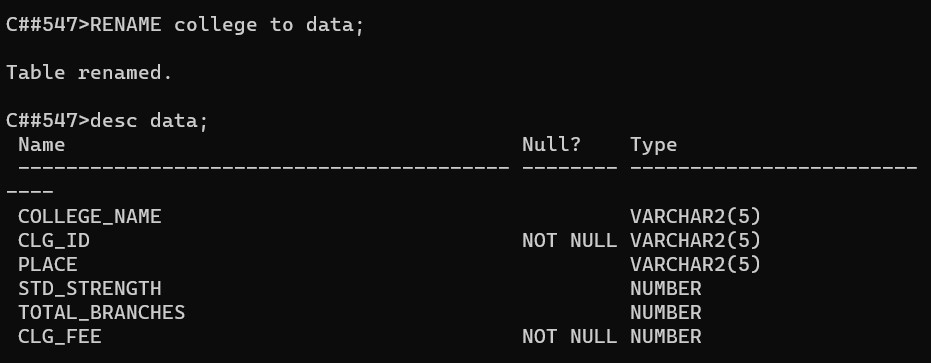 C##547>RENAME college to data;
Table renamed.
C##547>desc data;
 Name                                      Null?    Type
 ----------------------------------------- -------- ------------------------
----
 COLLEGE_NAME                                       VARCHAR2(5)
 CLG_ID                                    NOT NULL VARCHAR2(5)
 PLACE                                              VARCHAR2(5)
 STD_STRENGTH                                       NUMBER
 TOTAL_BRANCHES                                     NUMBER
 CLG_FEE                                   NOT NULL NUMBER